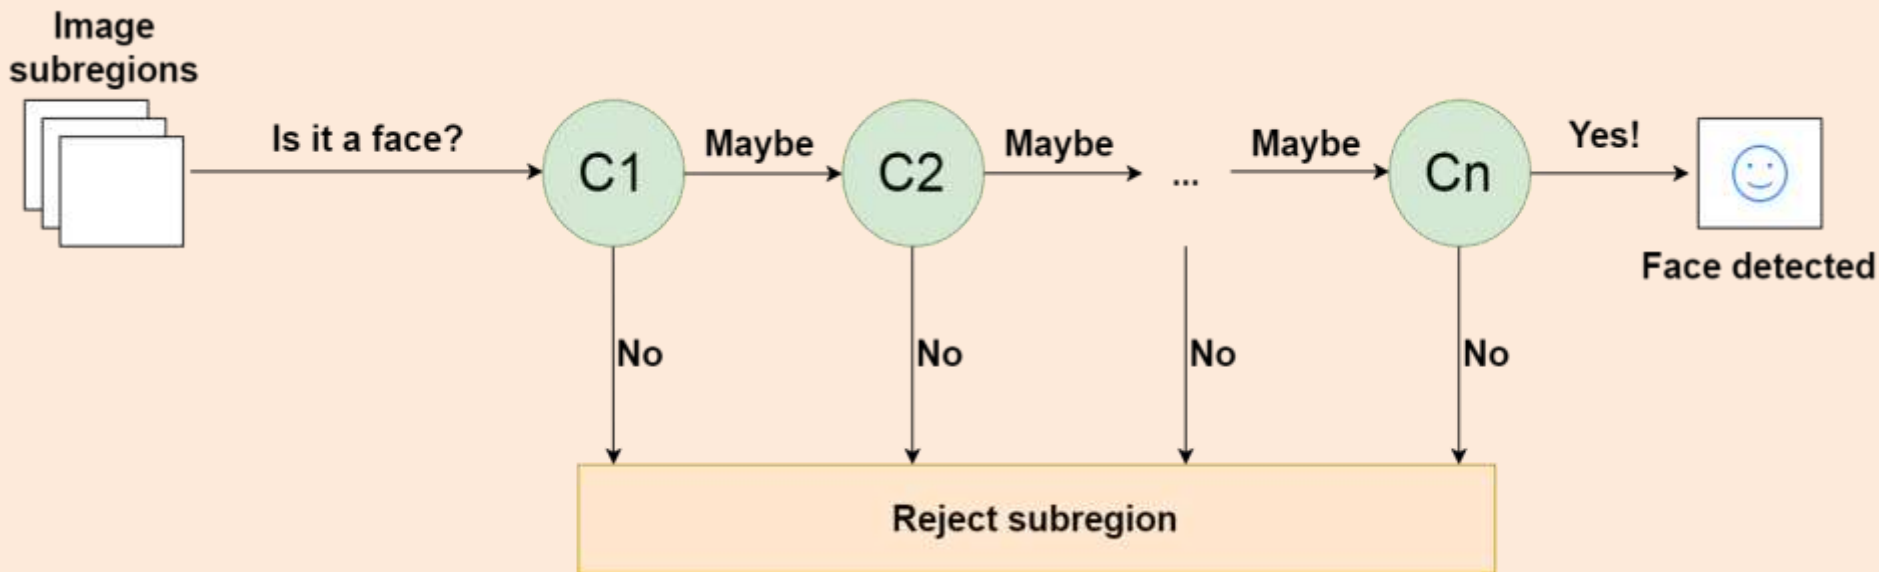 Image
subregions
Is it a face?
C1
Maybe
C2
Maybe
...
Maybe
Cn
Yes!
Face detected
No
No
No
No
Reject subregion